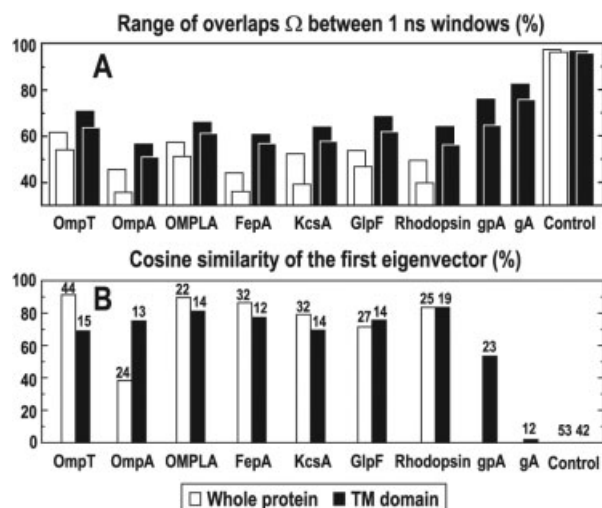 Range of overlaps Ω between 1 ns windows (%)
100
80
60
40
A
OmpT OmpA OMPLA FepA KcsA GlpF Rhodopsin gpA gA Control
Cosine similarity of the first eigenvector (%)
100
80
60
40
20
0
B
44 15 24 13 22 14 32 12 32 14 27 14 25 19 23 12 53 42
OmpT OmpA OMPLA FepA KcsA GlpF Rhodopsin gpA gA Control
Whole protein TM domain